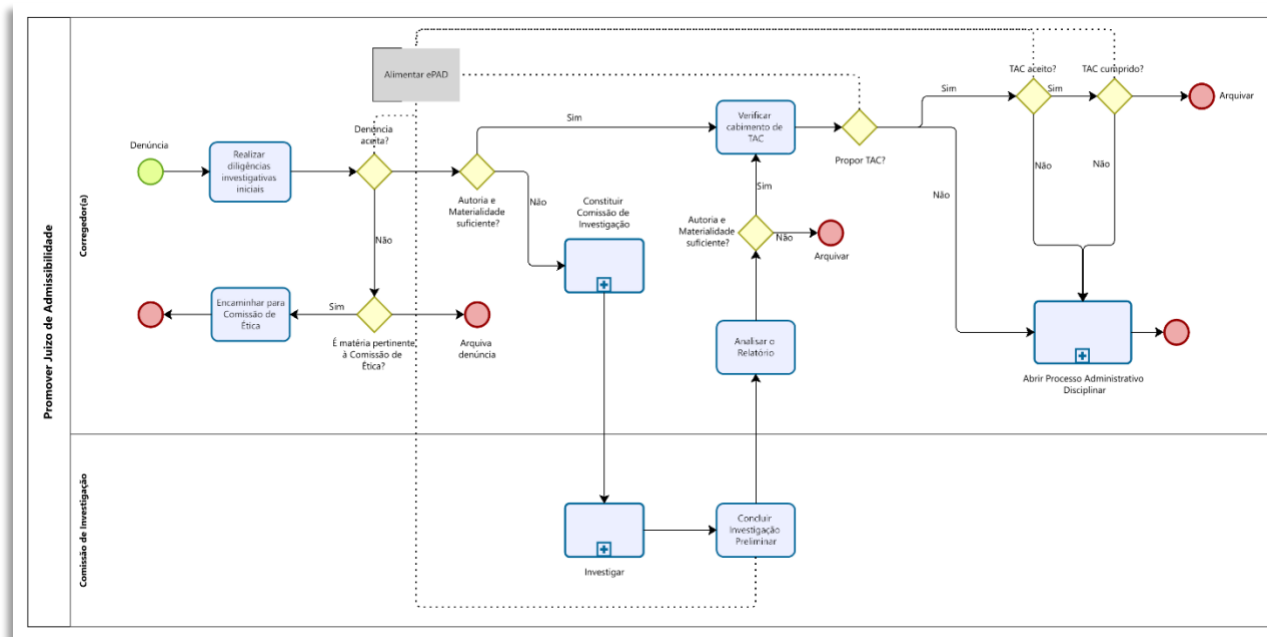 Promover Juizo de Admissibilidade
Corregedor(a)
Denúncia
Realizar
diligências
investigativas
iniciais
Alimentar ePAD
Denúncia
aceita?
Não
É matéria pertinente
à Comissão de
Ética?
Sim
Encaminhar para
Comissão de
Ética
Arquiva
denúncia
Autoria e
Materialidade
suficiente?
Sim
Não
Constituir
Comissão de
Investigação
Verificar
cabimento de
TAC
Sim
Autoria e
Materialidade
suficiente?
Não
Arquivar
Analisar o
Relatório
Propor TAC?
Sim
Não
TAC aceito?
Sim
Não
TAC cumprido?
Não
Arquivar
Abrir Processo Administrativo
Disciplinar
Comissão de Investigação
Investigar
Concluir
Investigação
Preliminar